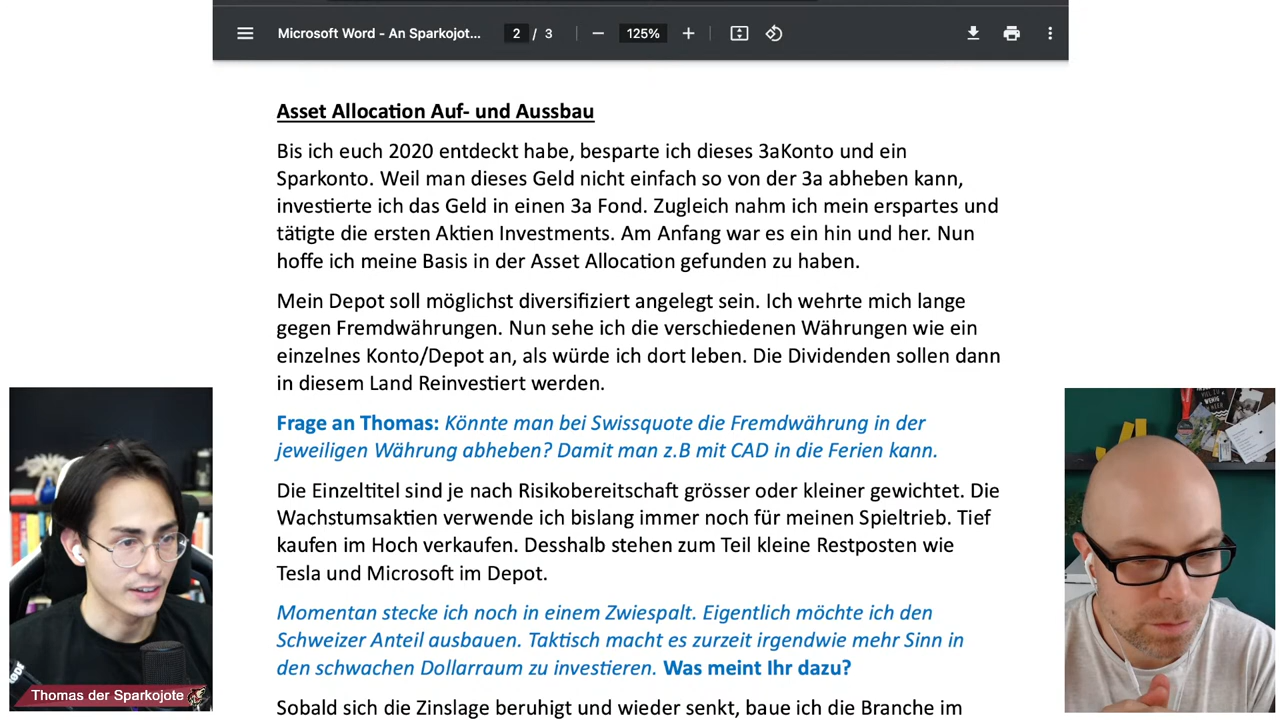 Microsoft Word - An Sparkojot...
2 / 3
125%
Asset Allocation Auf- und Aussbau
Bis ich euch 2020 entdeckt habe, besparte ich dieses 3aKonto und ein
Sparkonto. Weil man dieses Geld nicht einfach so von der 3a abheben kann,
investierte ich das Geld in einen 3a Fond. Zugleich nahm ich mein erspartes und
tätigte die ersten Aktien Investments. Am Anfang war es ein hin und her. Nun
hoffe ich meine Basis in der Asset Allocation gefunden zu haben.
Mein Depot soll möglichst diversifiziert angelegt sein. Ich wehrte mich lange
gegen Fremdwährungen. Nun sehe ich die verschiedenen Währungen wie ein
einzelnes Konto/Depot an, als würde ich dort leben. Die Dividenden sollen dann
in diesem Land Reinvestiert werden.
Frage an Thomas: Könnte man bei Swissquote die Fremdwährung in der
jeweiligen Währung abheben? Damit man z.B mit CAD in die Ferien kann.
Die Einzeltitel sind je nach Risikobereitschaft grösser oder kleiner gewichtet. Die
Wachstumsaktien verwende ich bislang immer noch für meinen Spieltrieb. Tief
kaufen im Hoch verkaufen. Desshalb stehen zum Teil kleine Restposten wie
Tesla und Microsoft im Depot.
Momentan stecke ich noch in einem Zwiespalt. Eigentlich möchte ich den
Schweizer Anteil ausbauen. Taktisch macht es zurzeit irgendwie mehr Sinn in
den schwachen Dollarraum zu investieren. Was meint Ihr dazu?
Sobald sich die Zinslage beruhigt und wieder senkt, baue ich die Branche im
Thomas der Sparkojote